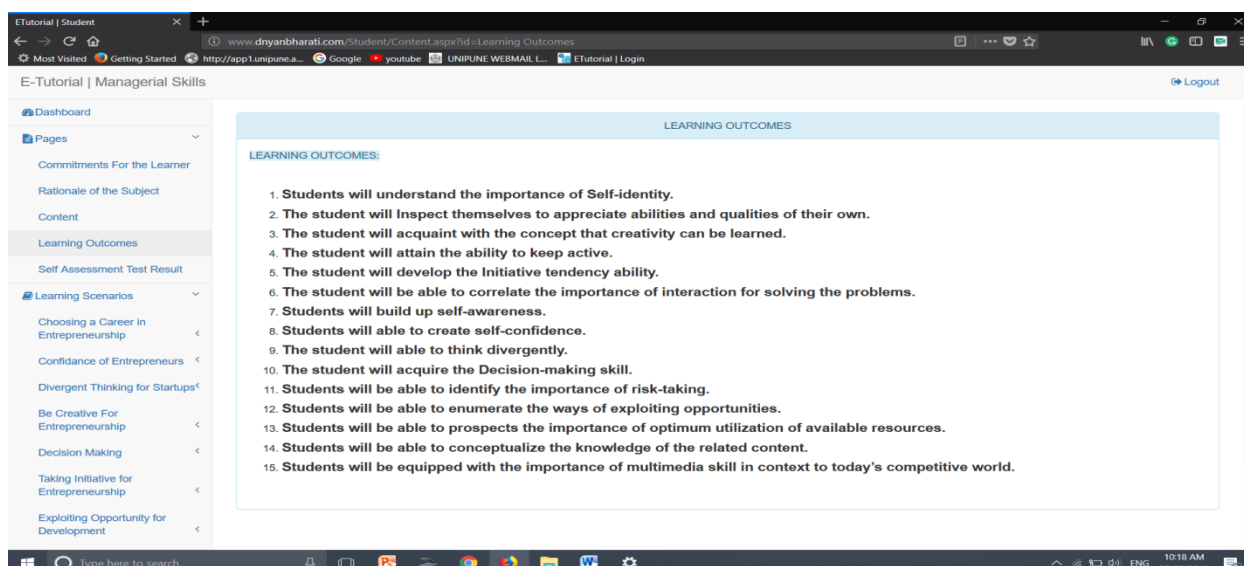 ETutorial | Student
www.dnyanbharati.com/Student/Content.aspx?id=Learning Outcomes
Most Visited Getting Started http://app1.unipune.a... Google youtube UNIPUNE WEBMAIL L... ETutorial | Login
E-Tutorial | Managerial Skills
Logout
Dashboard
Pages
Commitments For the Learner
Rationale of the Subject
Content
Learning Outcomes
Self Assessment Test Result
Learning Scenarios
Choosing a Career in
Entrepreneurship
Confidance of Entrepreneurs
Divergent Thinking for Startups
Be Creative For
Entrepreneurship
Decision Making
Taking Initiative for
Entrepreneurship
Exploiting Opportunity for
Development
LEARNING OUTCOMES
LEARNING OUTCOMES:
1. Students will understand the importance of Self-identity.
2. The student will Inspect themselves to appreciate abilities and qualities of their own.
3. The student will acquaint with the concept that creativity can be learned.
4. The student will attain the ability to keep active.
5. The student will develop the Initiative tendency ability.
6. The student will be able to correlate the importance of interaction for solving the problems.
7. Students will build up self-awareness.
8. Students will able to create self-confidence.
9. The student will able to think divergently.
10. The student will acquire the Decision-making skill.
11. Students will be able to identify the importance of risk-taking.
12. Students will be able to enumerate the ways of exploiting opportunities.
13. Students will be able to prospects the importance of optimum utilization of available resources.
14. Students will be able to conceptualize the knowledge of the related content.
15. Students will be equipped with the importance of multimedia skill in context to today's competitive world.
Type here to search
ENG
10:18 AM